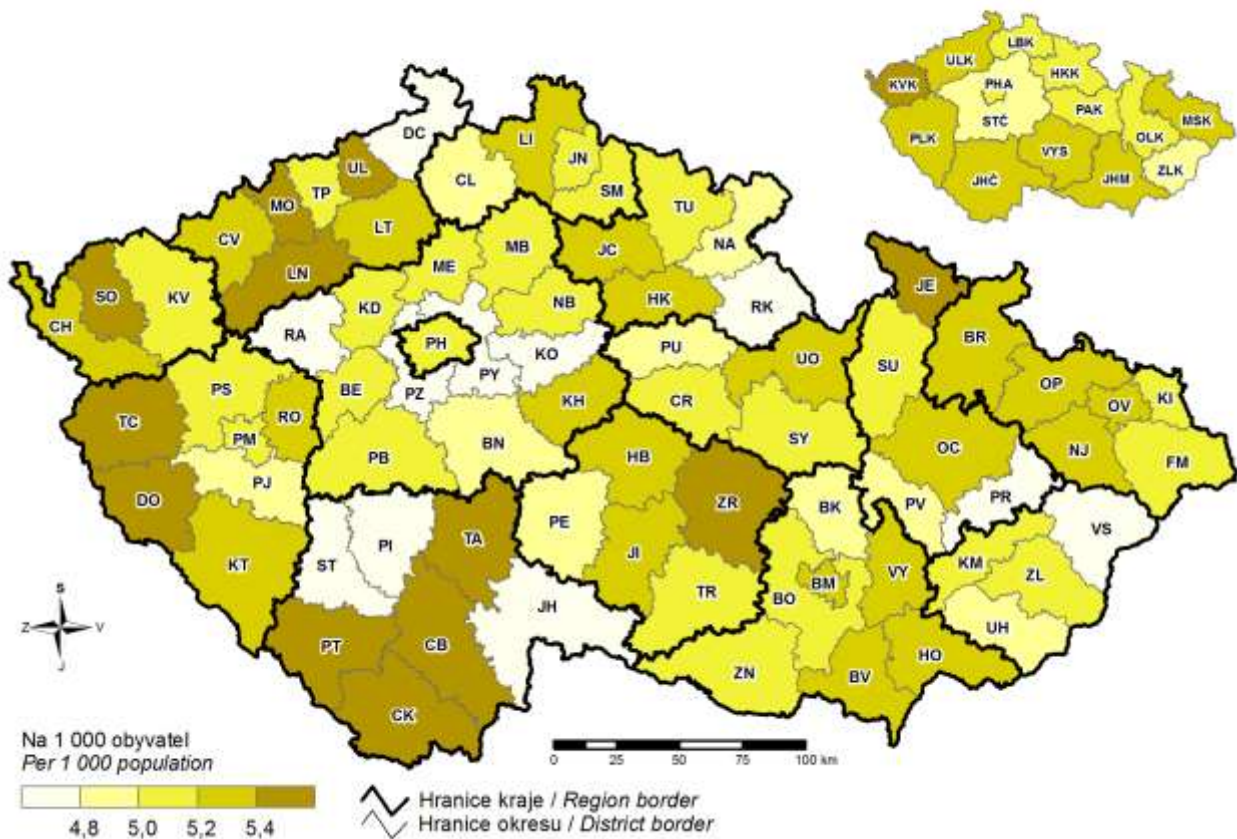 LBK
ULK
HKK
KVK
PHA
PAK
STČ
MSK
PLK
OLK
VYS
ZLK
JHČ
JHM
DC
LI
JN
UL
CL
TP
SM
MO
TU
LT
CV
MB
JC
NA
ME
LN
SO
KV
JE
NB
HK
RK
KD
CH
RA
PH
BR
KO
PU
UO
PY
PZ
SU
OP
BE
PS
KI
OV
KH
CR
RO
TC
PM
SY
BN
OC
NJ
PB
HB
FM
PJ
DO
PR
ZR
PV
BK
PE
TA
PI
JI
VS
ST
KT
KM
VY
ZL
BM
TR
BO
JH
UH
PT
CB
HO
ZN
BV
CK
S
Z V
J
Na 1 000 obyvatel
Per 1 000 population
4,8 5,0 5,2 5,4
0 25 50 75 100 km
Hranice kraje / Region border
Hranice okresu / District border